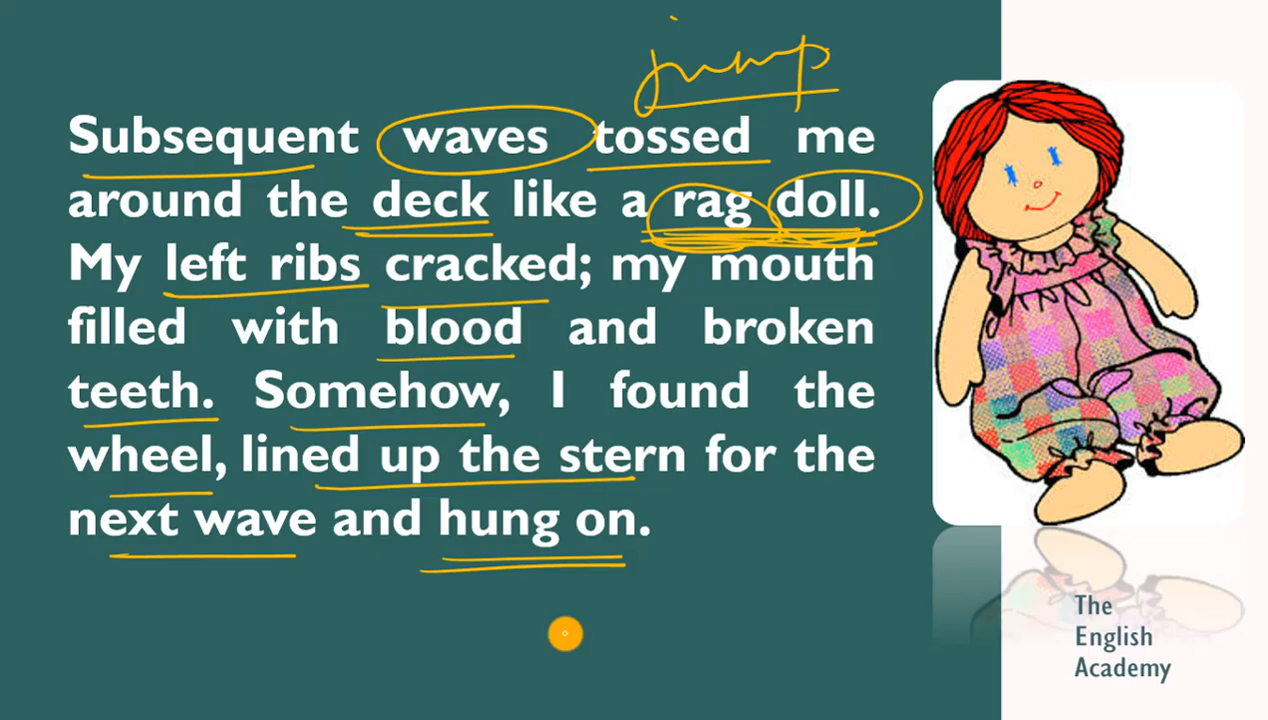 jump
Subsequent waves tossed me
around the deck like a rag doll.
My left ribs cracked; my mouth
filled with blood and broken
teeth. Somehow, I found the
wheel, lined up the stern for the
next wave and hung on.
The
English
Academy